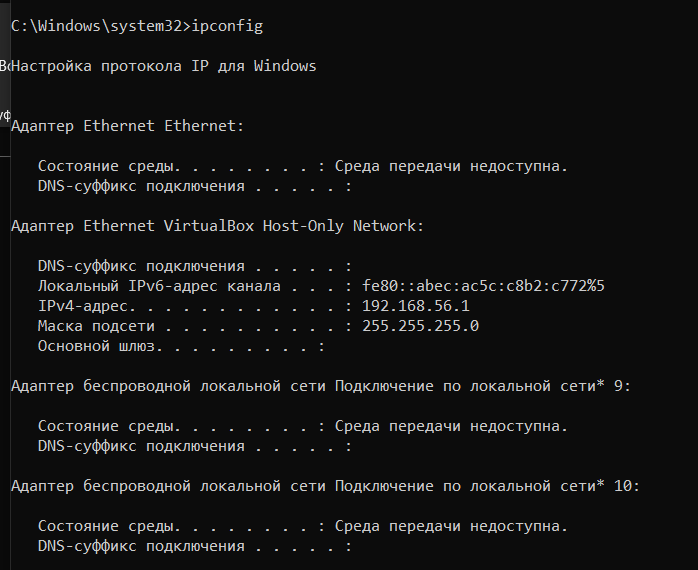 C:\Windows\system32>ipconfig
Настройка протокола IP для Windows
Адаптер Ethernet Ethernet:
Состояние среды. . . . . . . . : Среда передачи недоступна.
DNS-суффикс подключения . . . . . :
Адаптер Ethernet VirtualBox Host-Only Network:
DNS-суффикс подключения . . . . . :
Локальный IPv6-адрес канала . . . : fe80::abec:ac5c:c8b2:c772%5
IPv4-адрес. . . . . . . . . . . . : 192.168.56.1
Маска подсети . . . . . . . . . . : 255.255.255.0
Основной шлюз. . . . . . . . . :
Адаптер беспроводной локальной сети Подключение по локальной сети* 9:
Состояние среды. . . . . . . . : Среда передачи недоступна.
DNS-суффикс подключения . . . . . :
Адаптер беспроводной локальной сети Подключение по локальной сети* 10:
Состояние среды. . . . . . . . : Среда передачи недоступна.
DNS-суффикс подключения . . . . . :